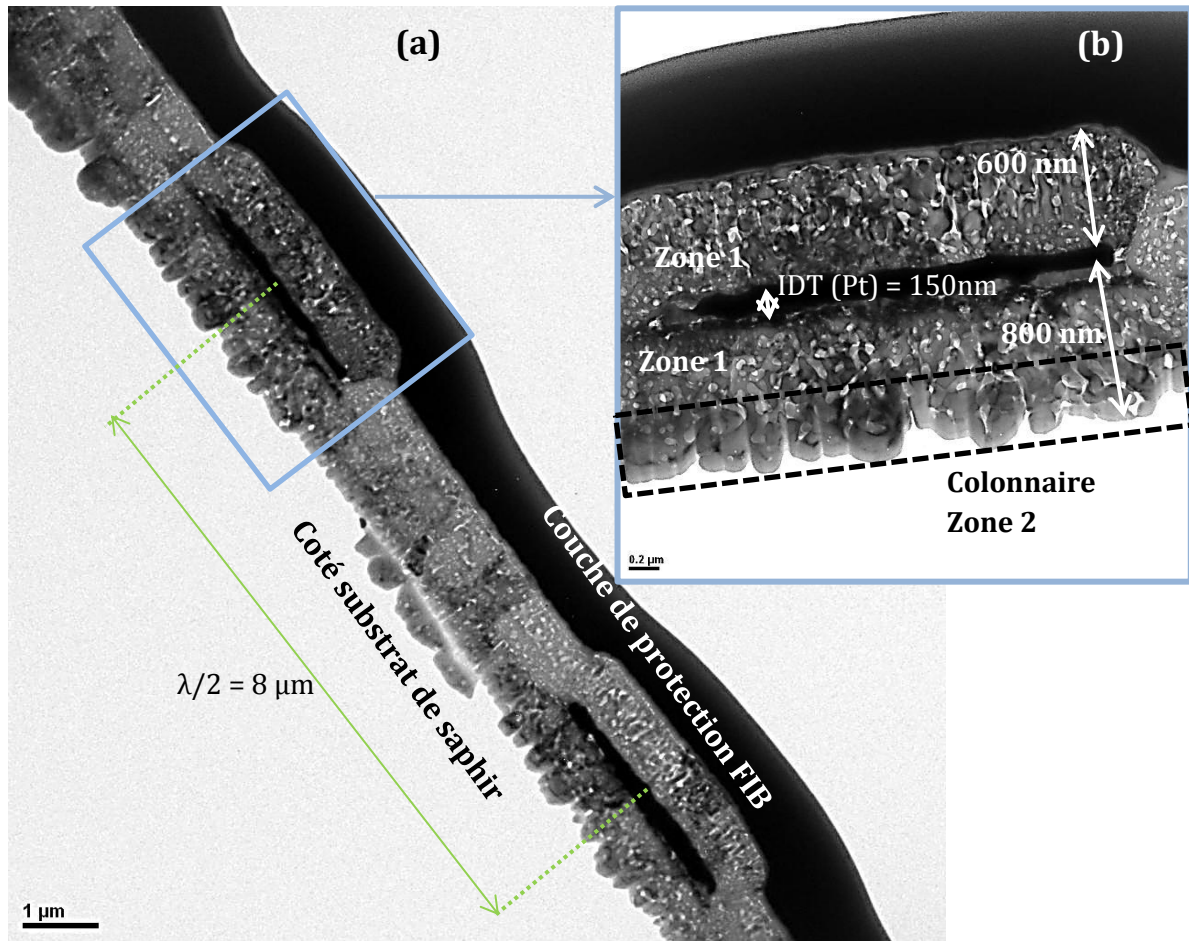 (a)
(b)
600 nm
Zone 1
IDT (Pt) = 150nm
800 nm
Zone 1
Colonnaire
Zone 2
0.2 µm
Couche de protection FIB
Coté substrat de saphir
λ/2 = 8 µm
1 µm